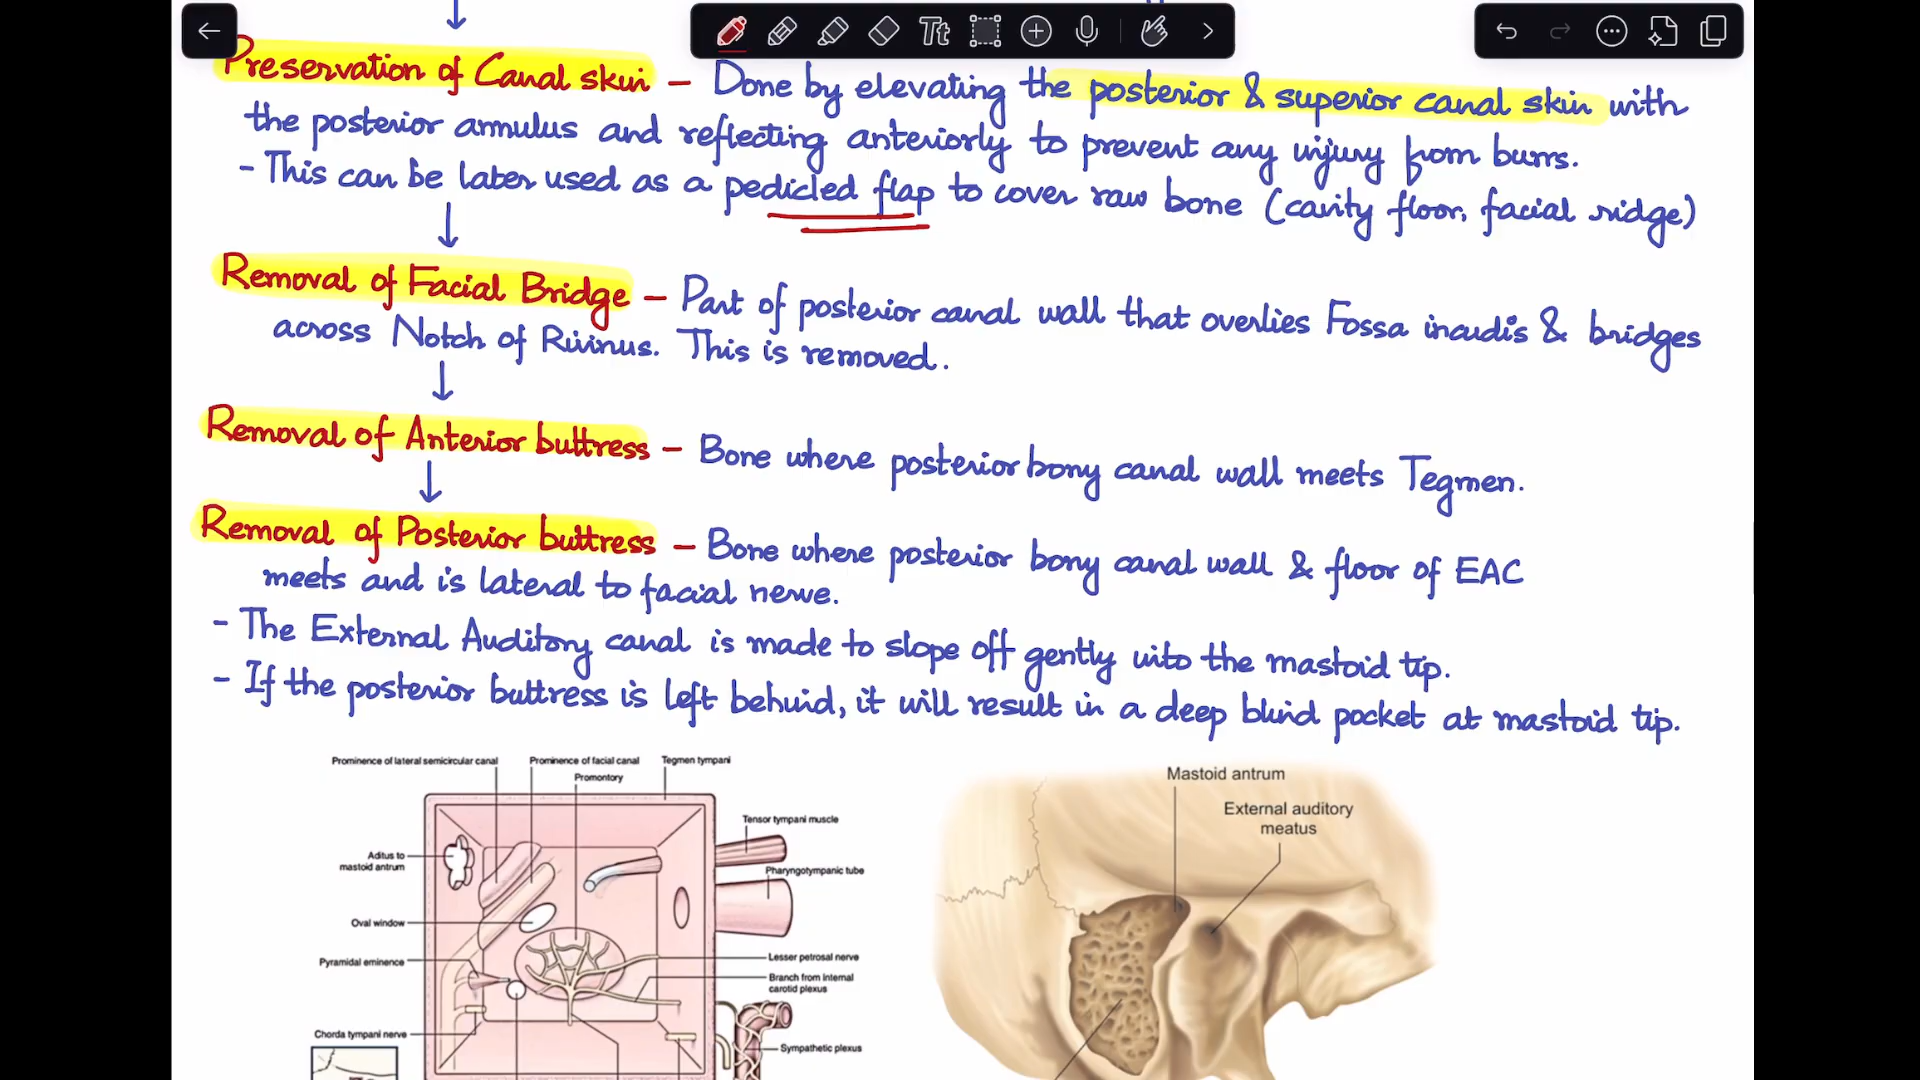 Preservation of Canal skin - Done by elevating the posterior & superior canal skin with
the posterior annulus and reflecting anteriorly to prevent any injury from burrs.
- This can be later used as a pedicled flap to cover raw bone (cavity floor, facial ridge)
Removal of Facial Bridge - Part of posterior canal wall that overlies Fossa incudis & bridges
across Notch of Rivinus. This is removed.
Removal of Anterior buttress - Bone where posterior bony canal wall meets Tegmen.
Removal of Posterior buttress - Bone where posterior bony canal wall & floor of EAC
meets and is lateral to facial nerve.
- The External Auditory canal is made to slope off gently into the mastoid tip.
- If the posterior buttress is left behind, it will result in a deep blind pocket at mastoid tip.
Prominence of lateral semicircular canal
Prominence of facial canal
Tegmen tympani
Promontory
Tensor tympani muscle
Aditus to
mastoid antrum
Pharyngotympanic tube
Oval window
Pyramidal eminence
Lesser petrosal nerve
Branch from internal
carotid plexus
Chorda tympani nerve
Sympathetic plexus
Mastoid antrum
External auditory
meatus
Tt